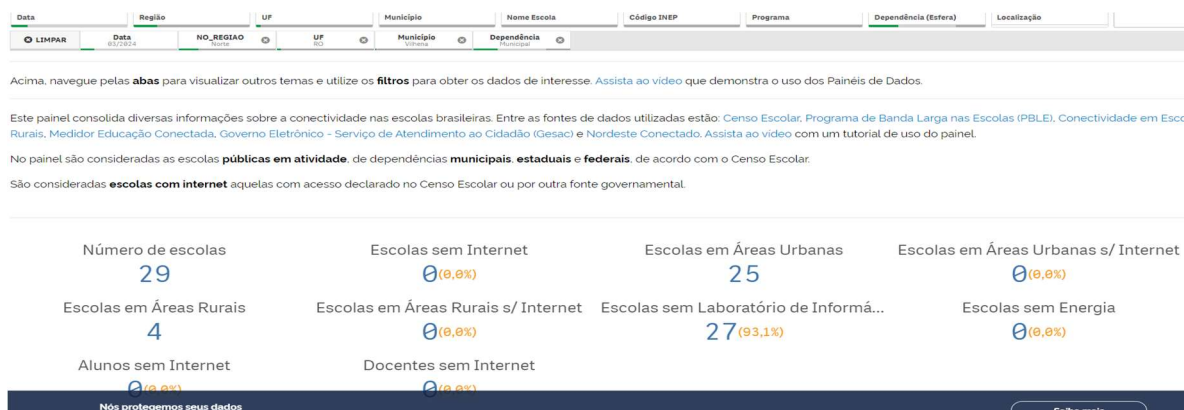 Data Região UF Município Nome Escola Código INEP Programa Dependência (Esfera) Localização
LIMPAR Data NO_REGIAO UF Município Dependência
03/2024 Norte RO Vilhena Municipal
Acima, navegue pelas abas para visualizar outros temas e utilize os filtros para obter os dados de interesse. Assista ao vídeo que demonstra o uso dos Painéis de Dados.
Este painel consolida diversas informações sobre a conectividade nas escolas brasileiras. Entre as fontes de dados utilizadas estão: Censo Escolar, Programa de Banda Larga nas Escolas (PBLE), Conectividade em Esco
Rurais, Medidor Educação Conectada, Governo Eletrônico - Serviço de Atendimento ao Cidadão (Gesac) e Nordeste Conectado. Assista ao vídeo com um tutorial de uso do painel.
No painel são consideradas as escolas públicas em atividade, de dependências municipais, estaduais e federais, de acordo com o Censo Escolar.
São consideradas escolas com internet aquelas com acesso declarado no Censo Escolar ou por outra fonte governamental.
Número de escolas Escolas sem Internet Escolas em Áreas Urbanas Escolas em Áreas Urbanas s/ Internet
29 0(0,0%) 25 0(0,0%)
Escolas em Áreas Rurais Escolas em Áreas Rurais s/ Internet Escolas sem Laboratório de Informá... Escolas sem Energia
4 0(0,0%) 27(93,1%) 0(0,0%)
Alunos sem Internet Docentes sem Internet
0(0,0%) 0(0,0%)
Nós protegemos seus dados